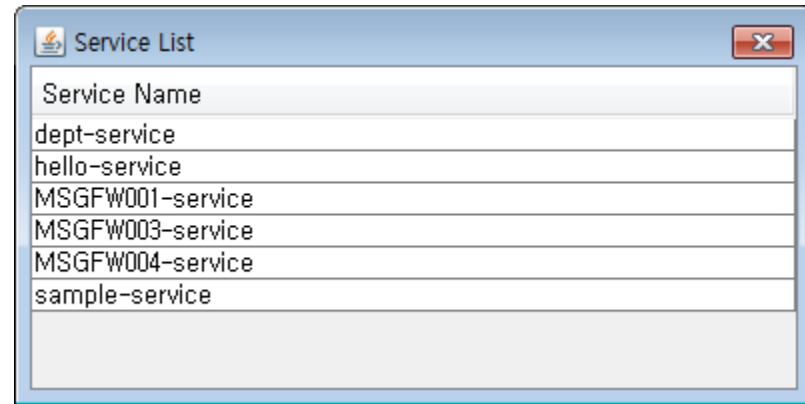 Service List
Service Name
dept-service
hello-service
MSGFW001-service
MSGFW003-service
MSGFW004-service
sample-service